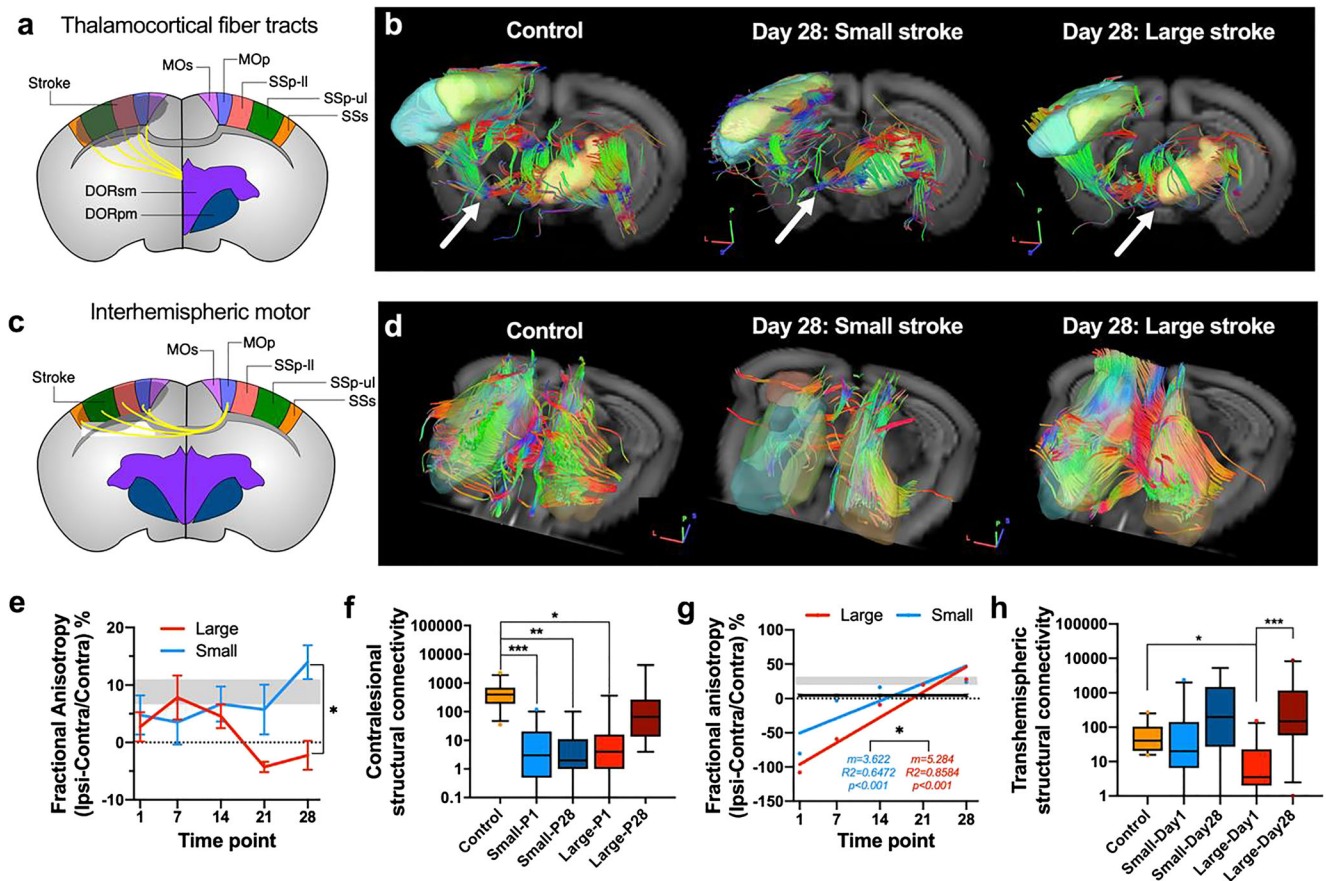 a
Thalamocortical fiber tracts
Stroke
MOs
MOp
SSp-ll
SSp-ul
SSs
DORsm
DORpm
b
Control
Day 28: Small stroke
Day 28: Large stroke
P
L
S
P
L
S
c
Interhemispheric motor
Stroke
MOs
MOp
SSp-ll
SSp-ul
SSs
d
Control
Day 28: Small stroke
Day 28: Large stroke
L
P
S
L
P
S
e
Fractional Anisotropy
(Ipsi-Contra/Contra) %
20
10
0
-10
Large
Small
*
1 7 14 21 28
Time point
f
Contralesional
structural connectivity
100000
10000
1000
100
10
1
0.1
*
**
***
Control
Small-P1
Small-P28
Large-P1
Large-P28
g
Fractional anisotropy
(Ipsi-Contra/Contra) %
Large Small
100
50
0
-50
-100
-150
*
m=3.622 m=5.284
R2=0.6472 R2=0.8584
p<0.001 p<0.001
1 7 14 21 28
Time point
h
Transhemispheric
structural connectivity
100000
10000
1000
100
10
1
*
***
Control
Small-Day1
Small-Day28
Large-Day1
Large-Day28